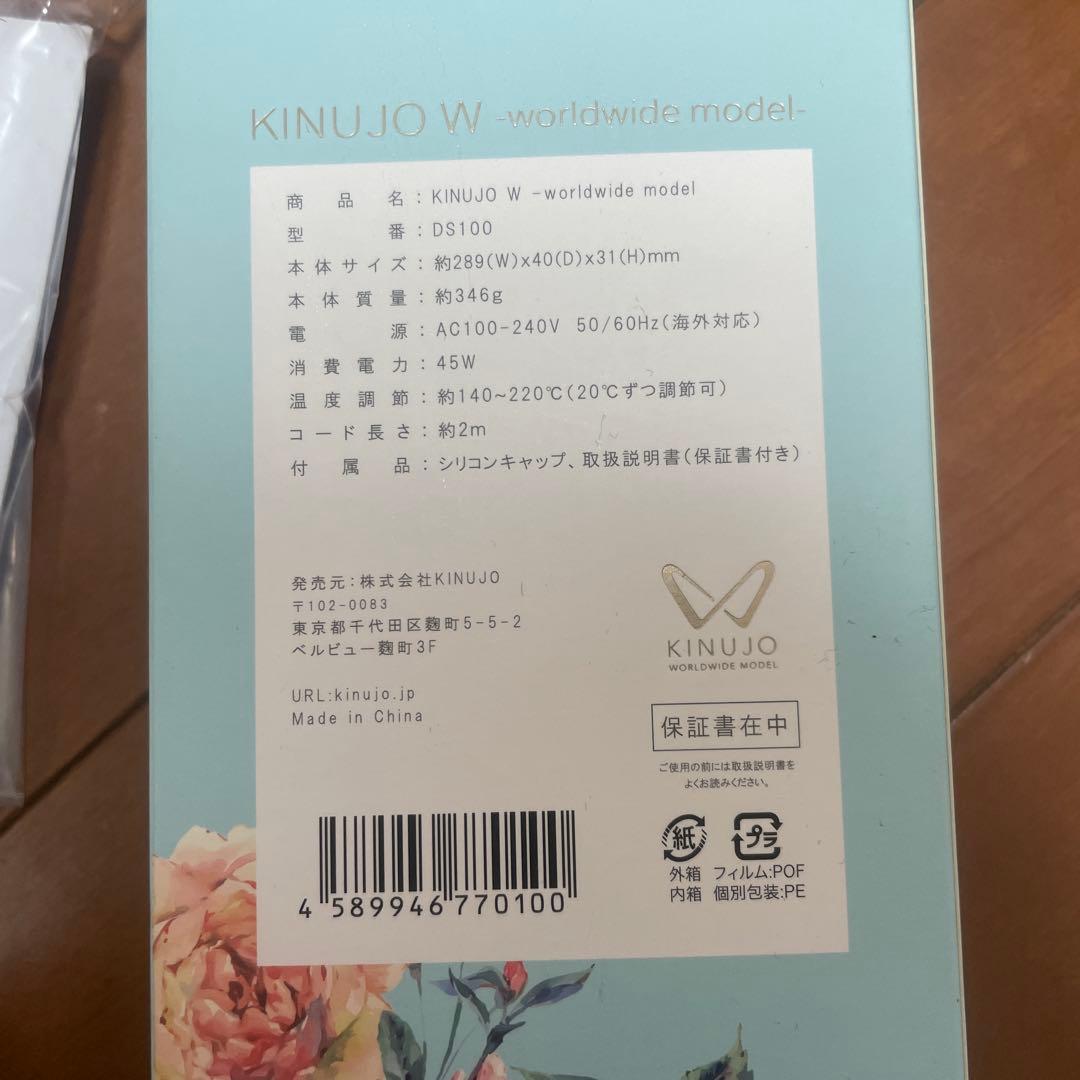 KINUJO W -worldwide model-
商品名：KINUJO W -worldwide model
型番：DS100
本体サイズ：約289(W)x40(D)x31(H)mm
本体質量：約346g
電源：AC100-240V 50/60Hz(海外対応)
消費電力：45W
温度調節：約140~220℃(20℃ずつ調節可)
コード長さ：約2m
付属品：シリコンキャップ、取扱説明書(保証書付き)
発売元：株式会社KINUJO
〒102-0083
東京都千代田区麹町5-5-2
ベルビュー麹町3F
URL:kinujo.jp
Made in China
KINUJO
WORLDWIDE MODEL
保証書在中
ご使用の前には取扱説明書を
よくお読みください。
紙 プラ
外箱 フィルム:POF
内箱 個別包装:PE
4 589946 770100